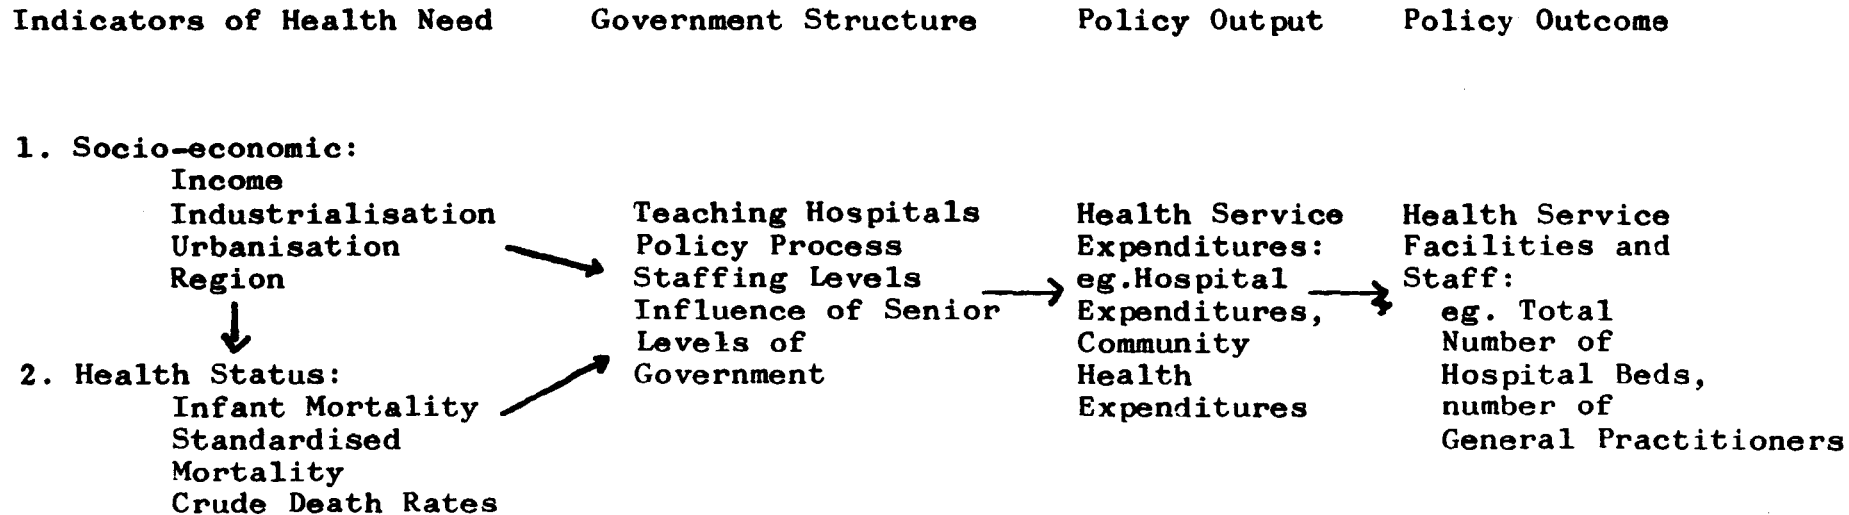 Indicators of Health Need
Government Structure
Policy Output
Policy Outcome
1. Socio-economic:
Income
Industrialisation
Urbanisation
Region
2. Health Status:
Infant Mortality
Standardised
Mortality
Crude Death Rates
Teaching Hospitals
Policy Process
Staffing Levels
Influence of Senior
Levels of
Government
Health Service
Expenditures:
eg.Hospital
Expenditures,
Community
Health
Expenditures
Health Service
Facilities and
Staff:
eg. Total
Number of
Hospital Beds,
number of
General Practitioners